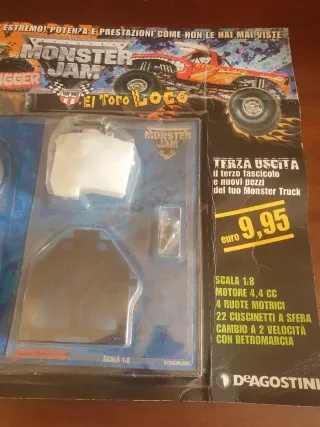 ESTREMO! POTENZA E PRESTAZIONI COME NON LE HAI MAI VISTE
MONSTER JAM
DIGGER
El Toro Loco
MONSTER JAM
TERZA USCITA
il terzo fascicolo
e nuovi pezzi
del tuo Monster Truck
euro 9,95
SCALA 1:8
MOTORE 4,4 CC
4 RUOTE MOTRICI
22 CUSCINETTI A SFERA
CAMBIO A 2 VELOCITÀ
CON RETROMARCIA
SCALA 1:8
DeAGOSTINI